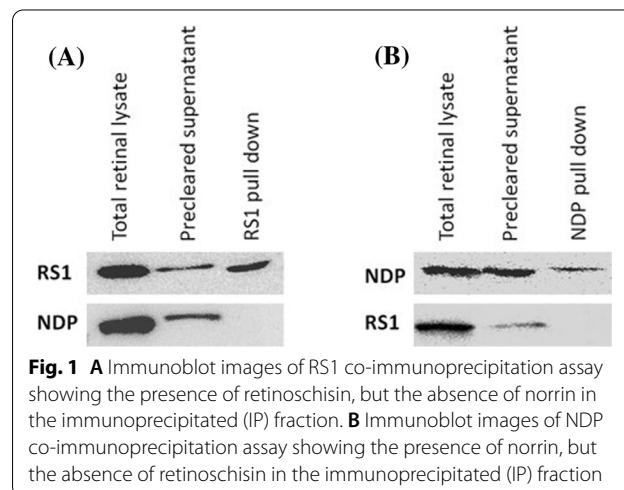 (A)
Total retinal lysate
Precleared supernatant
RS1 pull down
RS1
NDP
(B)
Total retinal lysate
Precleared supernatant
NDP pull down
NDP
RS1
Fig. 1 A Immunoblot images of RS1 co-immunoprecipitation assay
showing the presence of retinoschisin, but the absence of norrin in
the immunoprecipitated (IP) fraction. B Immunoblot images of NDP
co-immunoprecipitation assay showing the presence of norrin, but
the absence of retinoschisin in the immunoprecipitated (IP) fraction